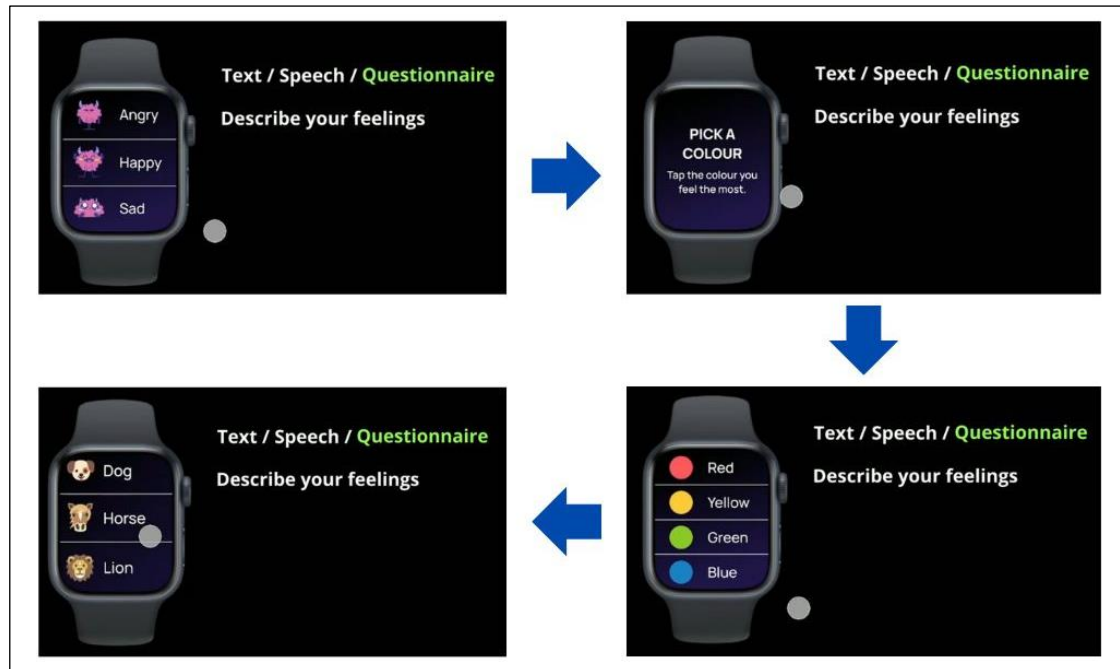 Angry
Happy
Sad
Text / Speech / Questionnaire
Describe your feelings
PICK A
COLOUR
Tap the colour you
feel the most.
Text / Speech / Questionnaire
Describe your feelings
Red
Yellow
Green
Blue
Text / Speech / Questionnaire
Describe your feelings
Dog
Horse
Lion
Text / Speech / Questionnaire
Describe your feelings